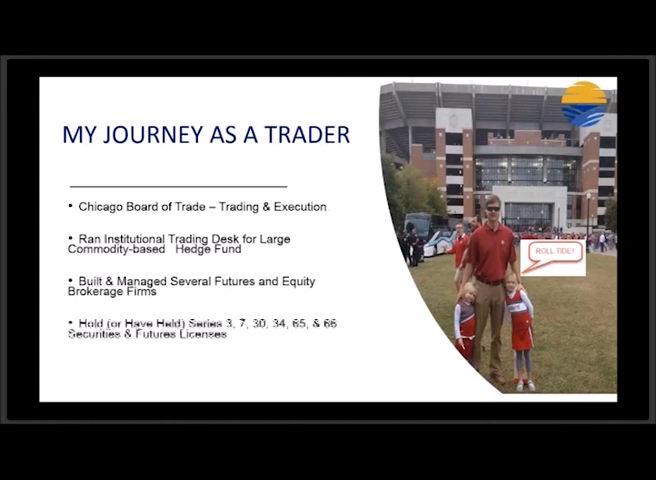 MY JOURNEY AS A TRADER
• Chicago Board of Trade – Trading & Execution
• Ran Institutional Trading Desk for Large
Commodity-based Hedge Fund
• Built & Managed Several Futures and Equity
Brokerage Firms
• Hold (or Have Held) Series 3, 7, 30, 34, 65, & 66
Securities & Futures Licenses
ROLL TIDE!